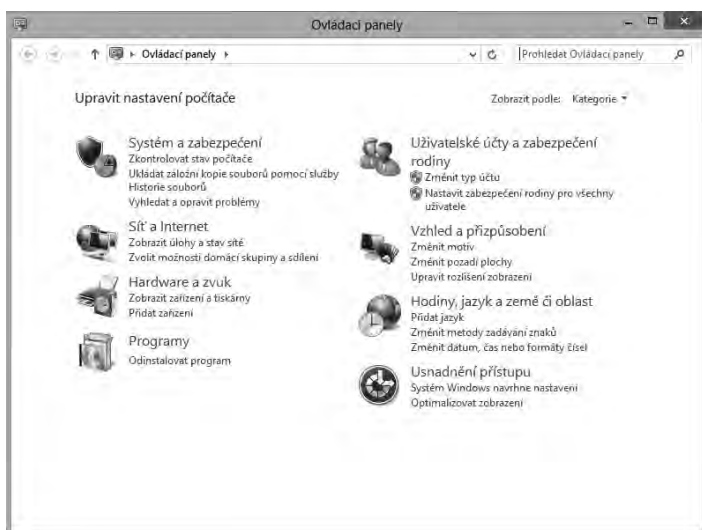 Ovládací panely
Ovládací panely
Prohledat Ovládací panely
Upravit nastavení počítače
Zobrazit podle: Kategorie
Systém a zabezpečení
Zkontrolovat stav počítače
Ukládat záložní kopie souborů pomocí služby
Historie souborů
Vyhledat a opravit problémy
Síť a Internet
Zobrazit úlohy a stav sítě
Zvolit možnosti domácí skupiny a sdílení
Hardware a zvuk
Zobrazit zařízení a tiskárny
Přidat zařízení
Programy
Odinstalovat program
Uživatelské účty a zabezpečení
rodiny
Změnit typ účtu
Nastavit zabezpečení rodiny pro všechny
uživatele
Vzhled a přizpůsobení
Změnit motiv
Změnit pozadí plochy
Upravit rozlišení zobrazení
Hodiny, jazyk a země či oblast
Přidat jazyk
Změnit metody zadávání znaků
Změnit datum, čas nebo formáty čísel
Usnadnění přístupu
Systém Windows navrhne nastavení
Optimalizovat zobrazení